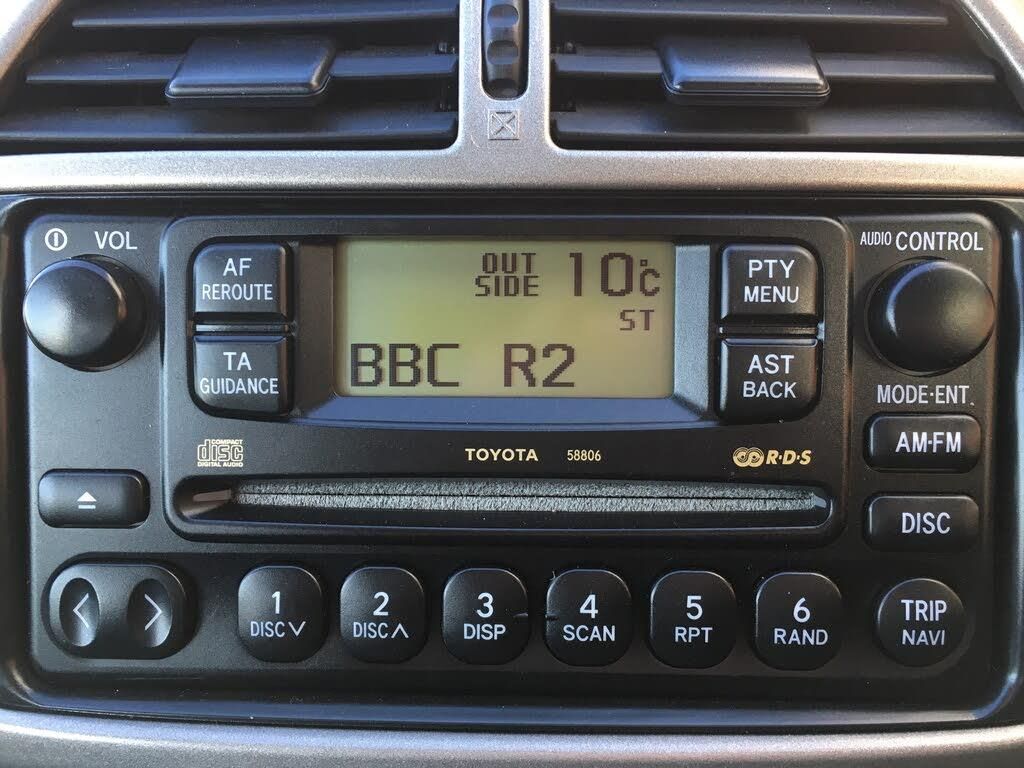 VOL
AUDIO CONTROL
AF
REROUTE
OUT
SIDE
10°C
PTY
MENU
ST
TA
GUIDANCE
BBC R2
AST
BACK
MODE·ENT.
AM·FM
COMPACT
disc
DIGITAL AUDIO
TOYOTA 58806
R·D·S
DISC
1
DISC
2
DISC
3
DISP
4
SCAN
5
RPT
6
RAND
TRIP
NAVI